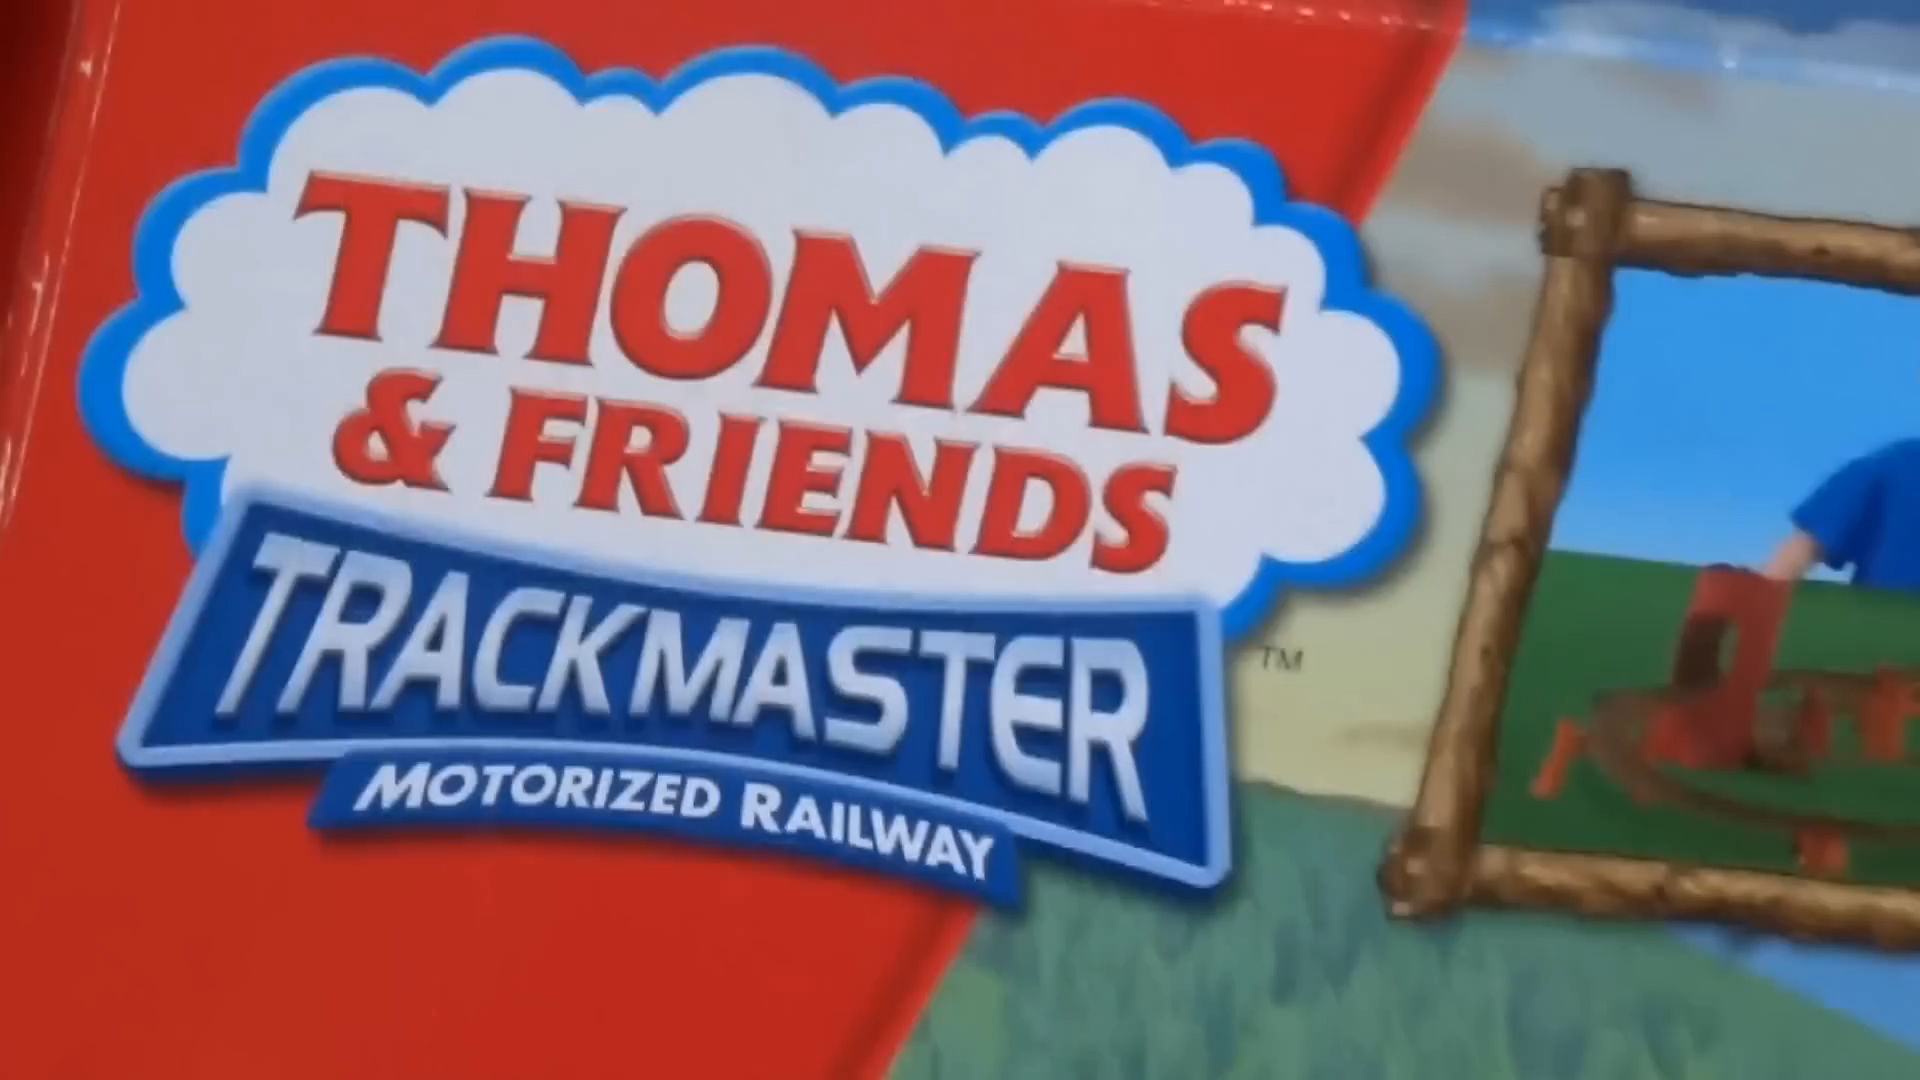 THOMAS
& FRIENDS
TRACKMASTER
TM
MOTORIZED RAILWAY